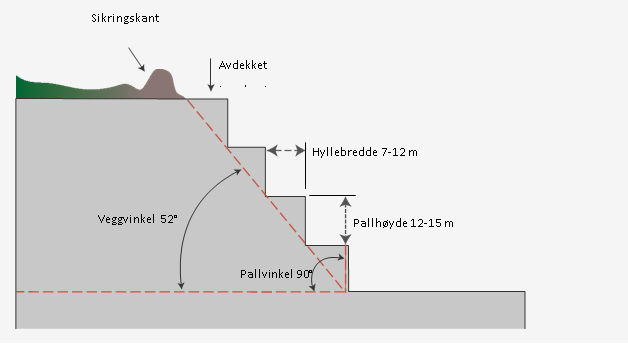 Sikringskant
Avdekket
Hyllebredde 7-12 m
Veggvinkel 52°
Pallhøyde 12-15 m
Pallvinkel 90°